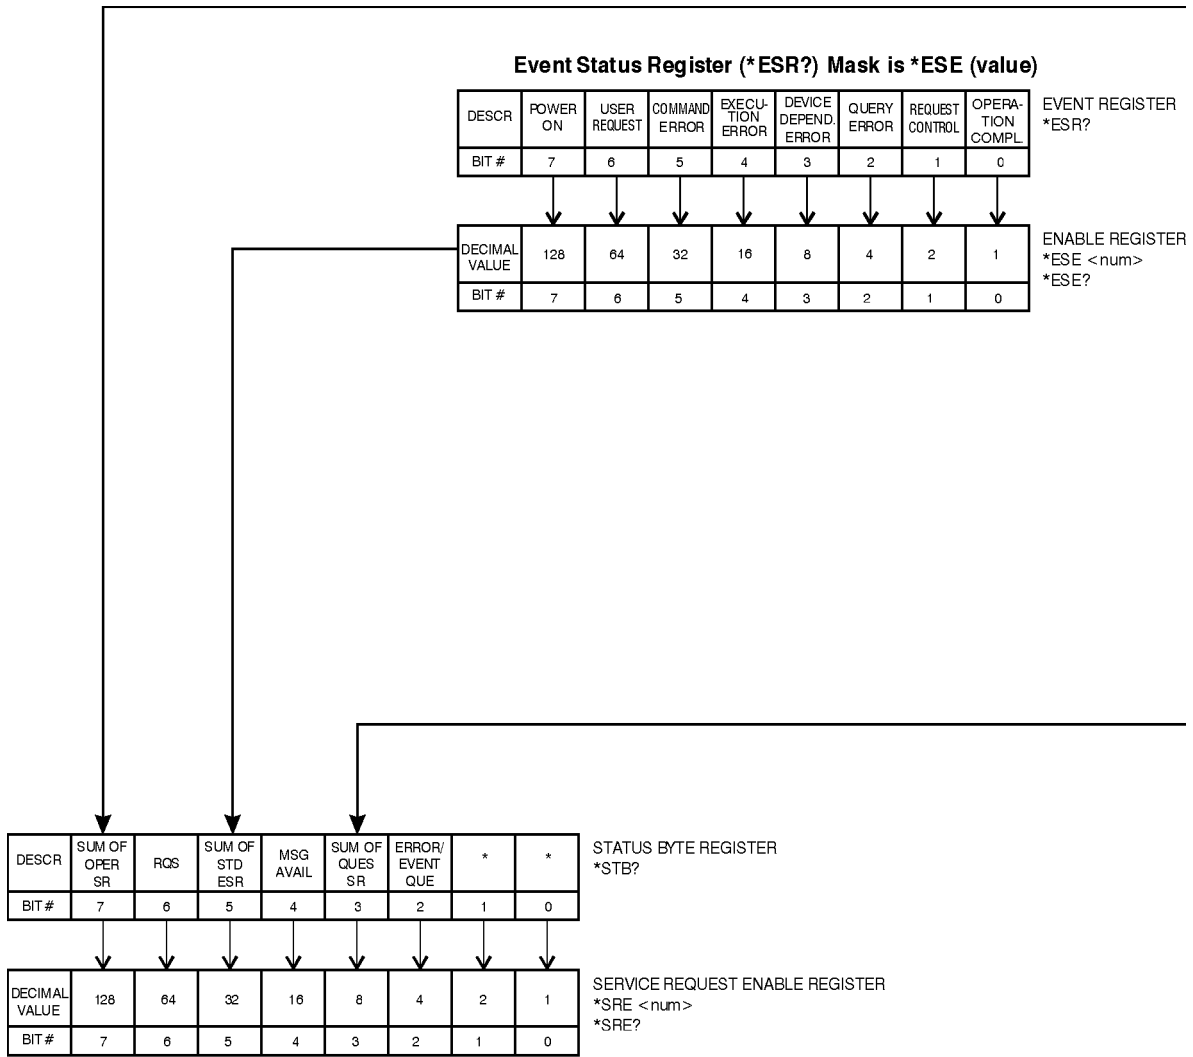 Event Status Register (*ESR?) Mask is *ESE (value)
DESCR POWER ON USER REQUEST COMMAND ERROR EXECU-TION ERROR DEVICE DEPEND. ERROR QUERY ERROR REQUEST CONTROL OPERA-TION COMPL.
EVENT REGISTER
*ESR?
BIT # 7 6 5 4 3 2 1 0
DECIMAL VALUE 128 64 32 16 8 4 2 1
ENABLE REGISTER
*ESE <num>
*ESE?
BIT # 7 6 5 4 3 2 1 0
DESCR SUM OF OPER SR RQS SUM OF STD ESR MSG AVAIL SUM OF QUES SR ERROR/ EVENT QUE * *
STATUS BYTE REGISTER
*STB?
BIT # 7 6 5 4 3 2 1 0
DECIMAL VALUE 128 64 32 16 8 4 2 1
SERVICE REQUEST ENABLE REGISTER
*SRE <num>
*SRE?
BIT # 7 6 5 4 3 2 1 0